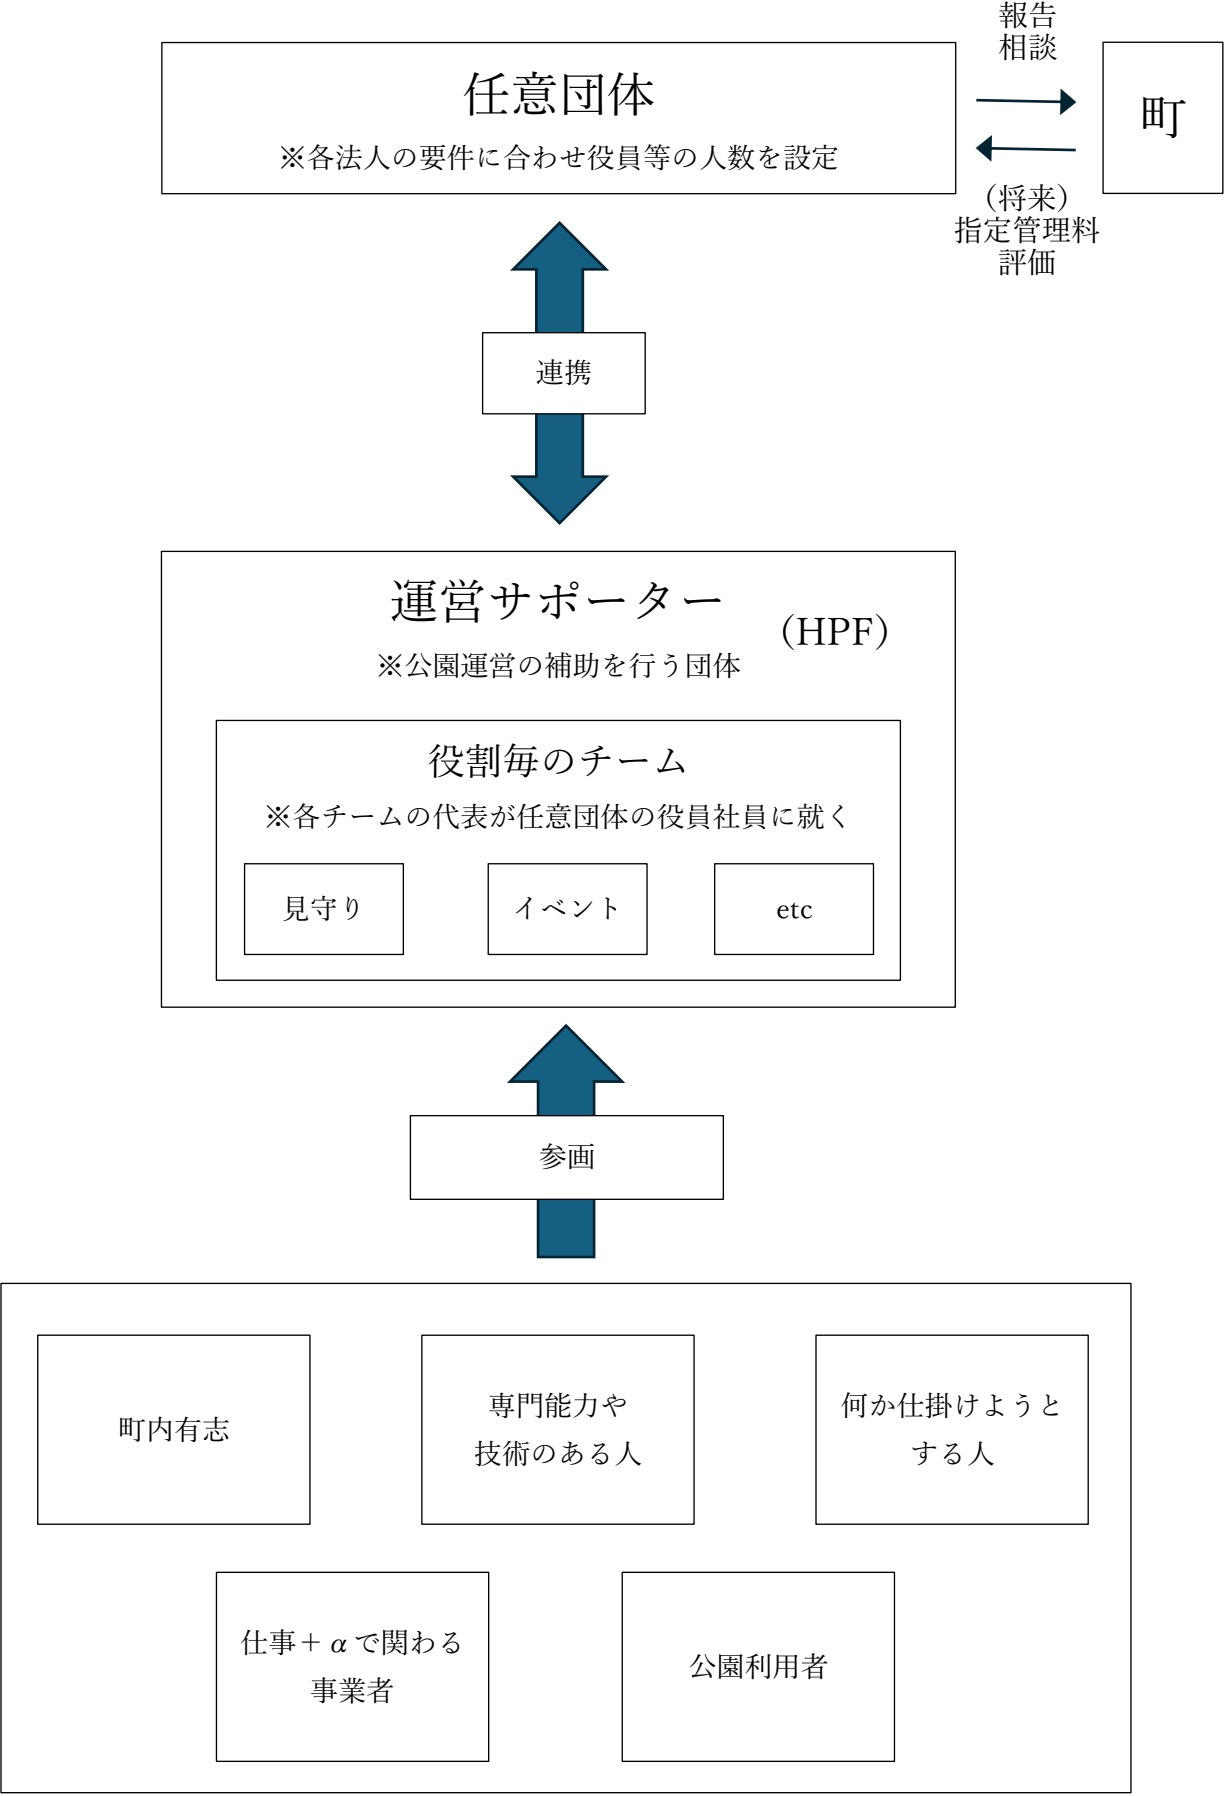 報告
相談
任意団体
※各法人の要件に合わせ役員等の人数を設定
町
（将来）
指定管理料
評価
連携
運営サポーター
（HPF）
※公園運営の補助を行う団体
役割毎のチーム
※各チームの代表が任意団体の役員社員に就く
見守り
イベント
etc
参画
町内有志
専門能力や
技術のある人
何か仕掛けようと
する人
仕事＋αで関わる
事業者
公園利用者